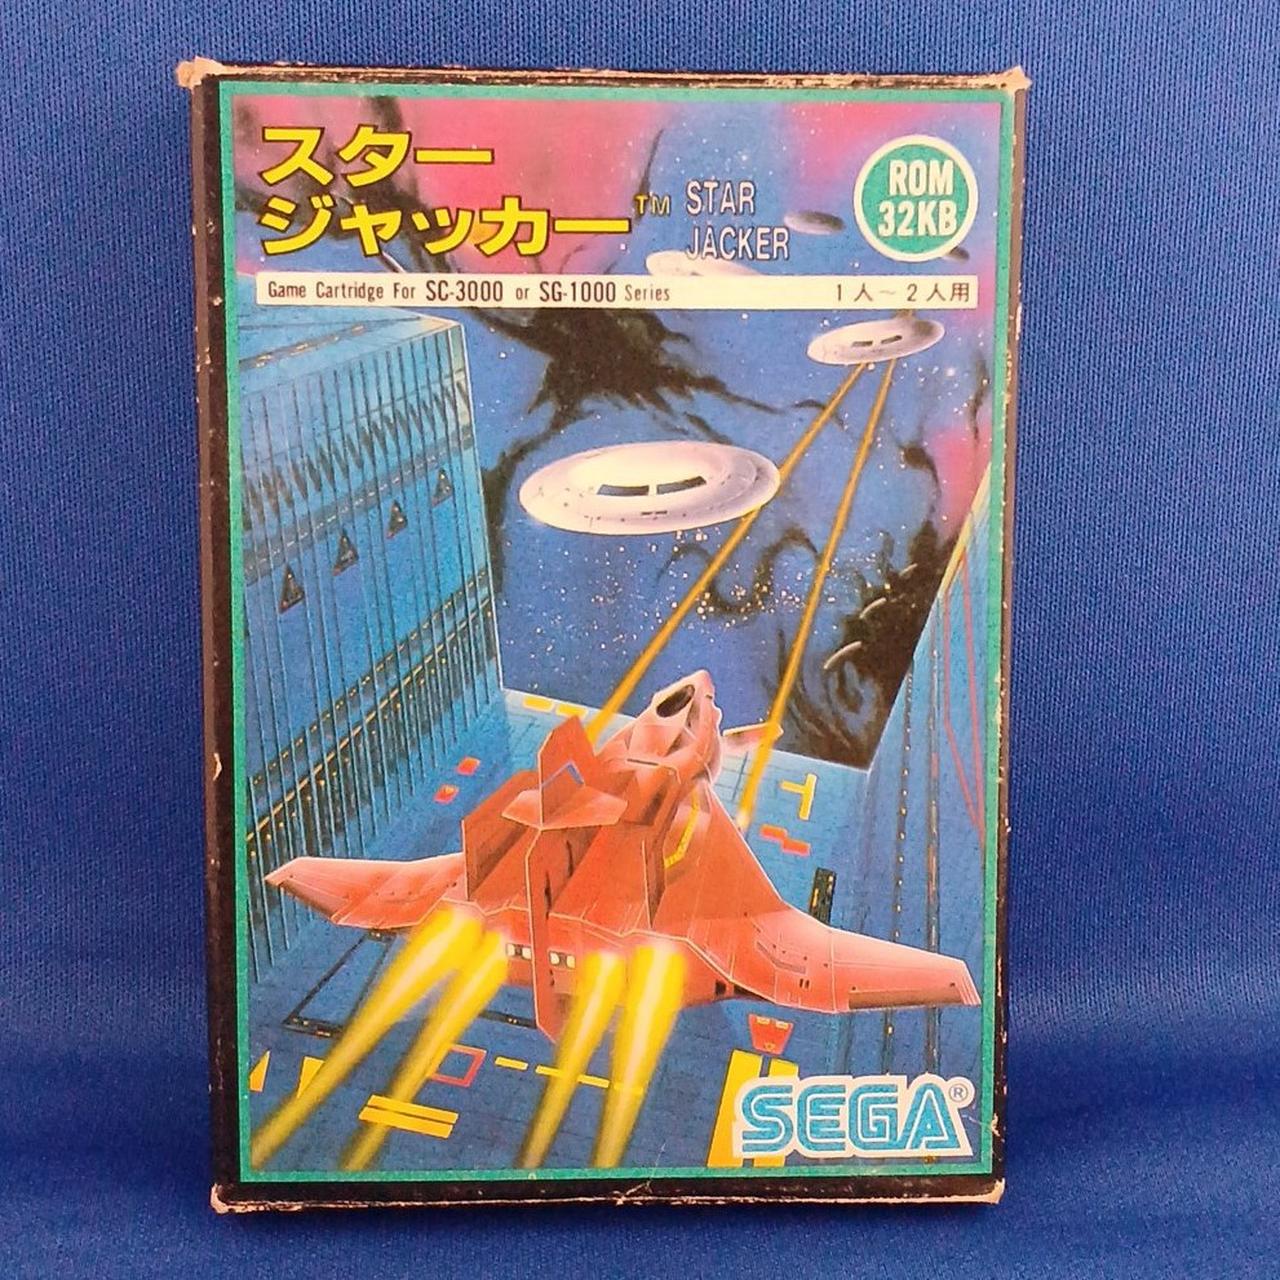 スター
ジャッカー™
STAR
JACKER
ROM
32KB
Game Cartridge For SC-3000 or SG-1000 Series
1人~2人用
SEGA®